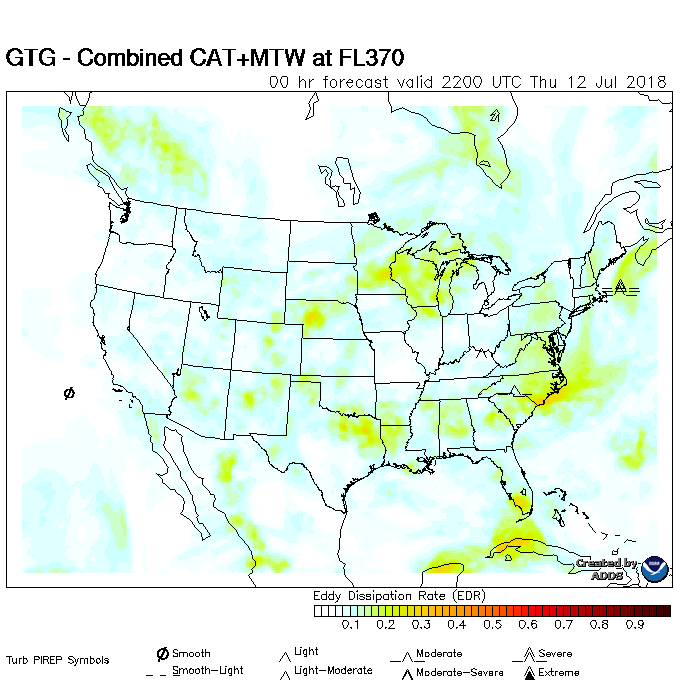 GTG - Combined CAT+MTW at FL370
00 hr forecast valid 2200 UTC Thu 12 Jul 2018
Created by
ADDS
Eddy Dissipation Rate (EDR)
0.1 0.2 0.3 0.4 0.5 0.6 0.7 0.8 0.9
Turb PIREP Symbols
Smooth Light Moderate Severe
Smooth-Light Light-Moderate Moderate-Severe Extreme